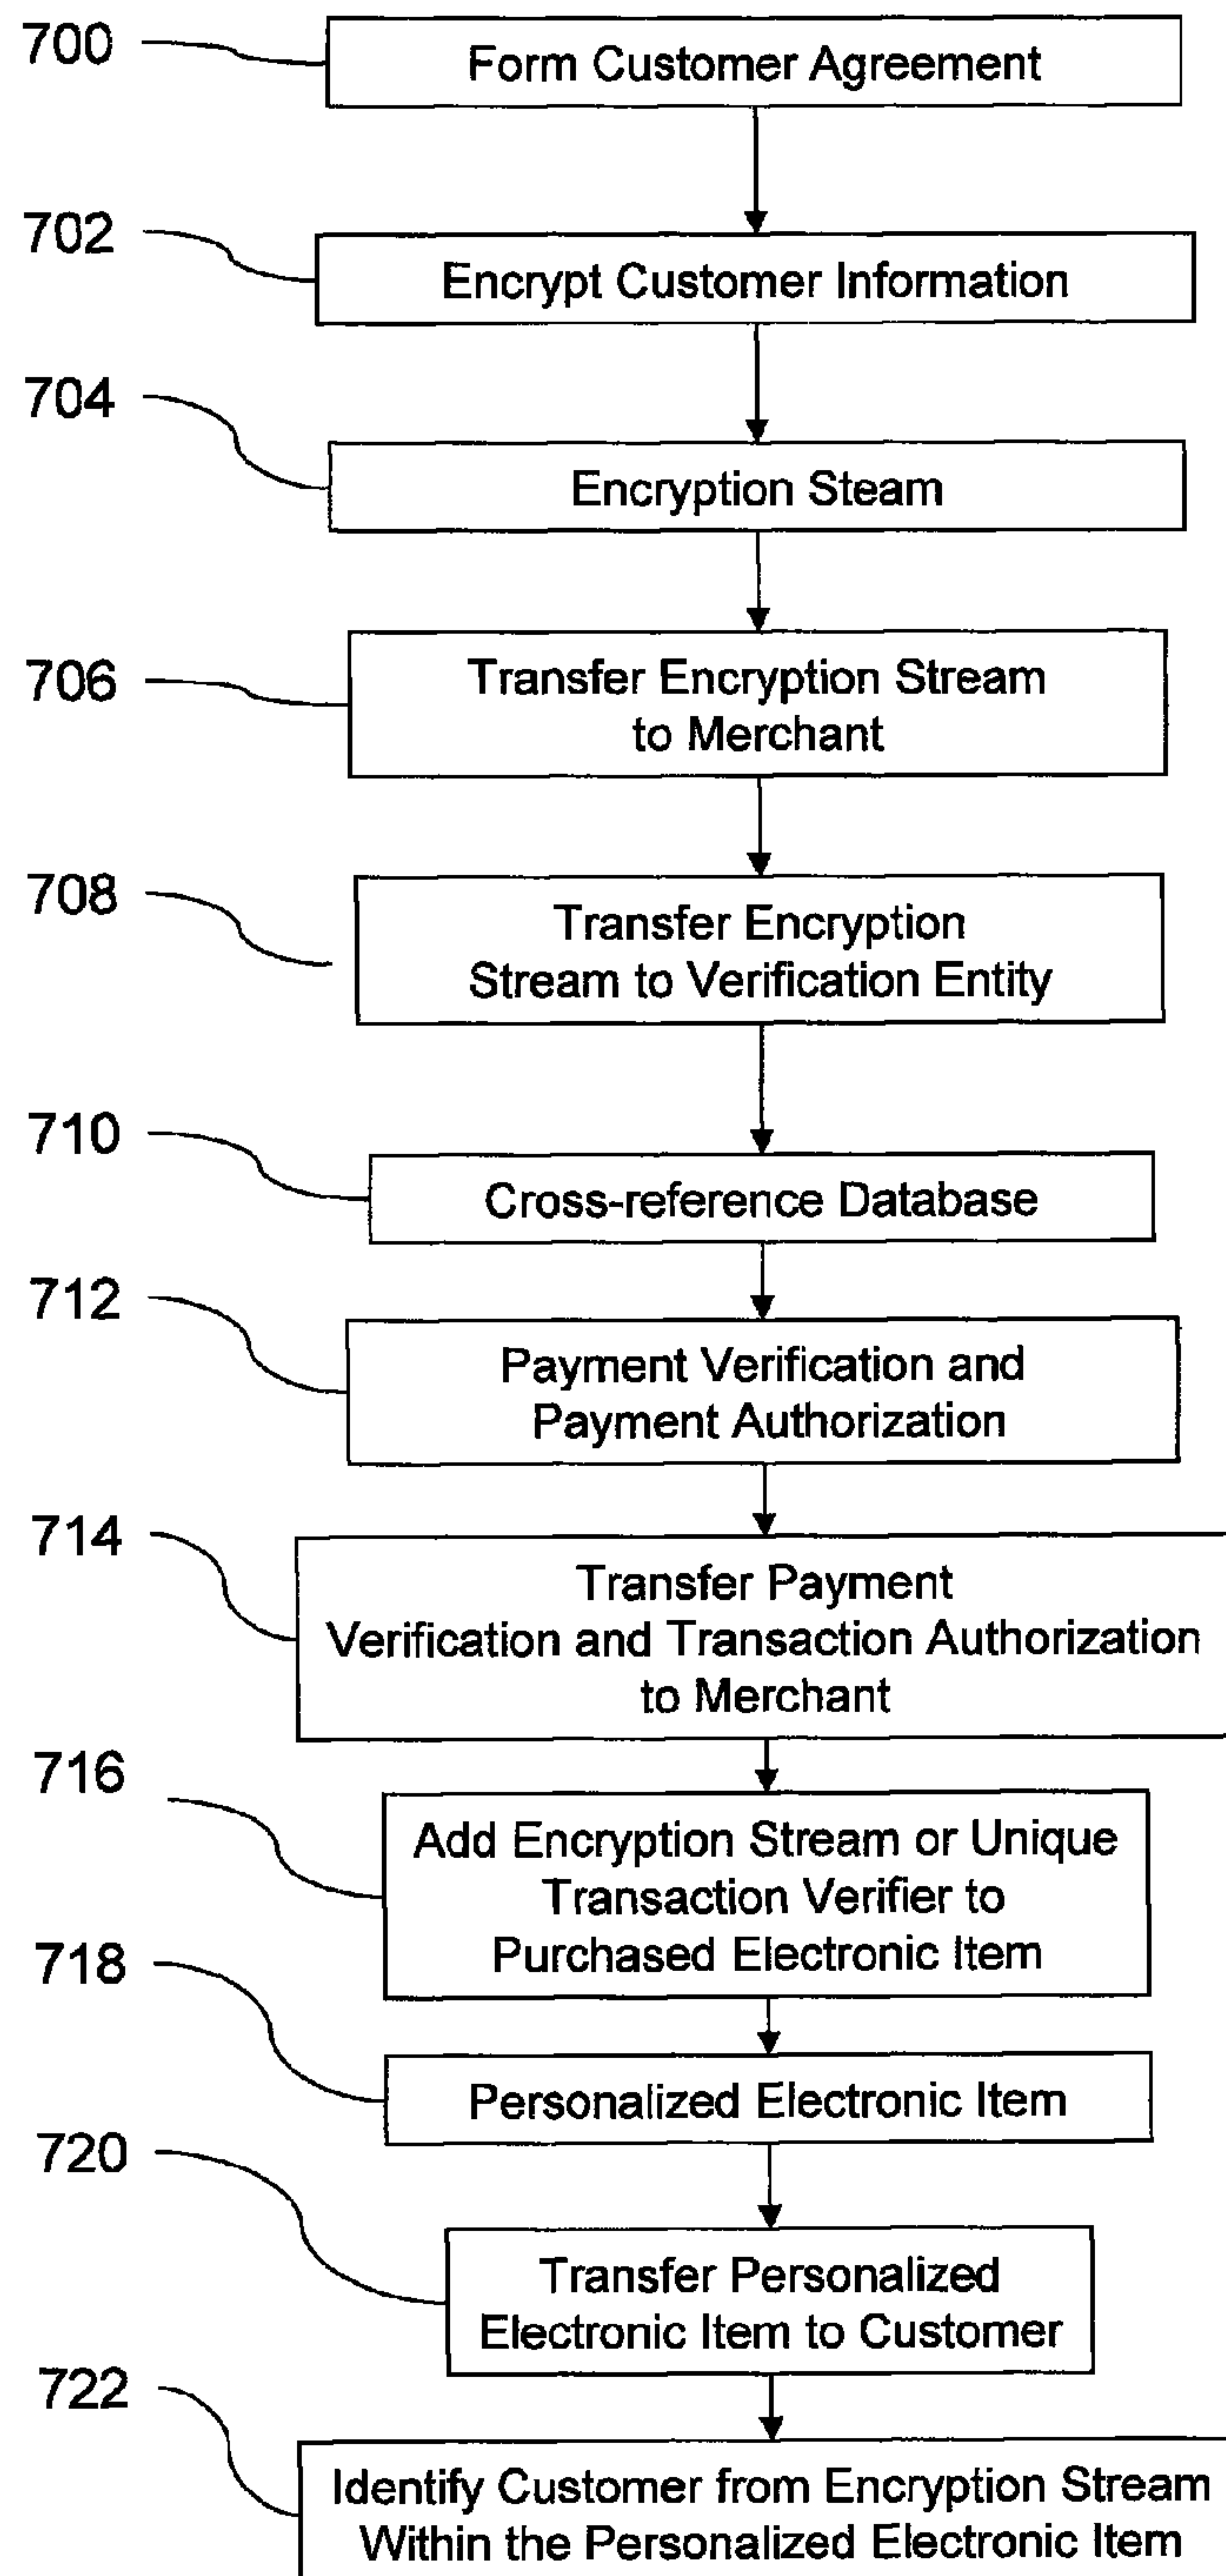 700
Form Customer Agreement
702
Encrypt Customer Information
704
Encryption Steam
706
Transfer Encryption Stream
to Merchant
708
Transfer Encryption
Stream to Verification Entity
710
Cross-reference Database
712
Payment Verification and
Payment Authorization
714
Transfer Payment
Verification and Transaction Authorization
to Merchant
716
Add Encryption Stream or Unique
Transaction Verifier to
Purchased Electronic Item
718
Personalized Electronic Item
720
Transfer Personalized
Electronic Item to Customer
722
Identify Customer from Encryption Stream
Within the Personalized Electronic Item